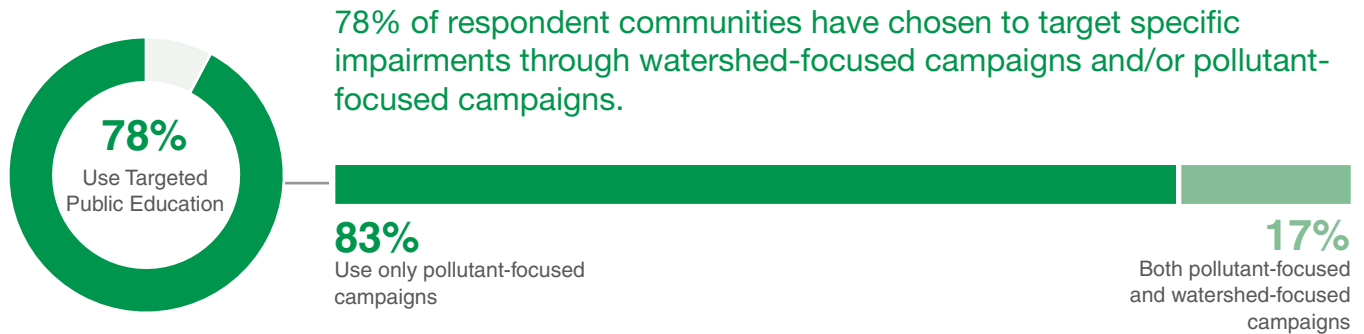 78% of respondent communities have chosen to target specific
impairments through watershed-focused campaigns and/or pollutant-
focused campaigns.
78%
Use Targeted
Public Education
83%
Use only pollutant-focused
campaigns
17%
Both pollutant-focused
and watershed-focused
campaigns